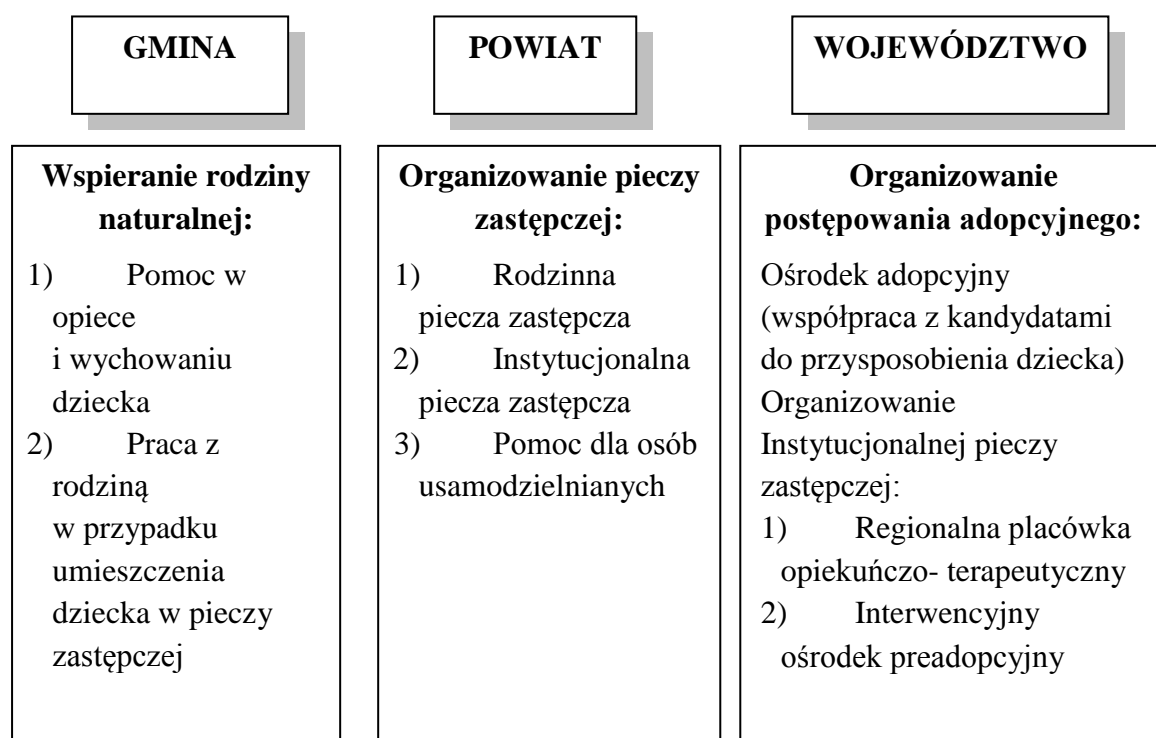 GMINA
Wspieranie rodziny
naturalnej:
1) Pomoc w
opiece
i wychowaniu
dziecka
2) Praca z
rodziną
w przypadku
umieszczenia
dziecka w pieczy
zastępczej
POWIAT
Organizowanie pieczy
zastępczej:
1) Rodzinna
piecza zastępcza
2) Instytucjonalna
piecza zastępcza
3) Pomoc dla osób
usamodzielnianych
WOJEWÓDZTWO
Organizowanie
postępowania adopcyjnego:
Ośrodek adopcyjny
(współpraca z kandydatami
do przysposobienia dziecka)
Organizowanie
Instytucjonalnej pieczy
zastępczej:
1) Regionalna placówka
opiekuńczo- terapeutyczny
2) Interwencyjny
ośrodek preadopcyjny